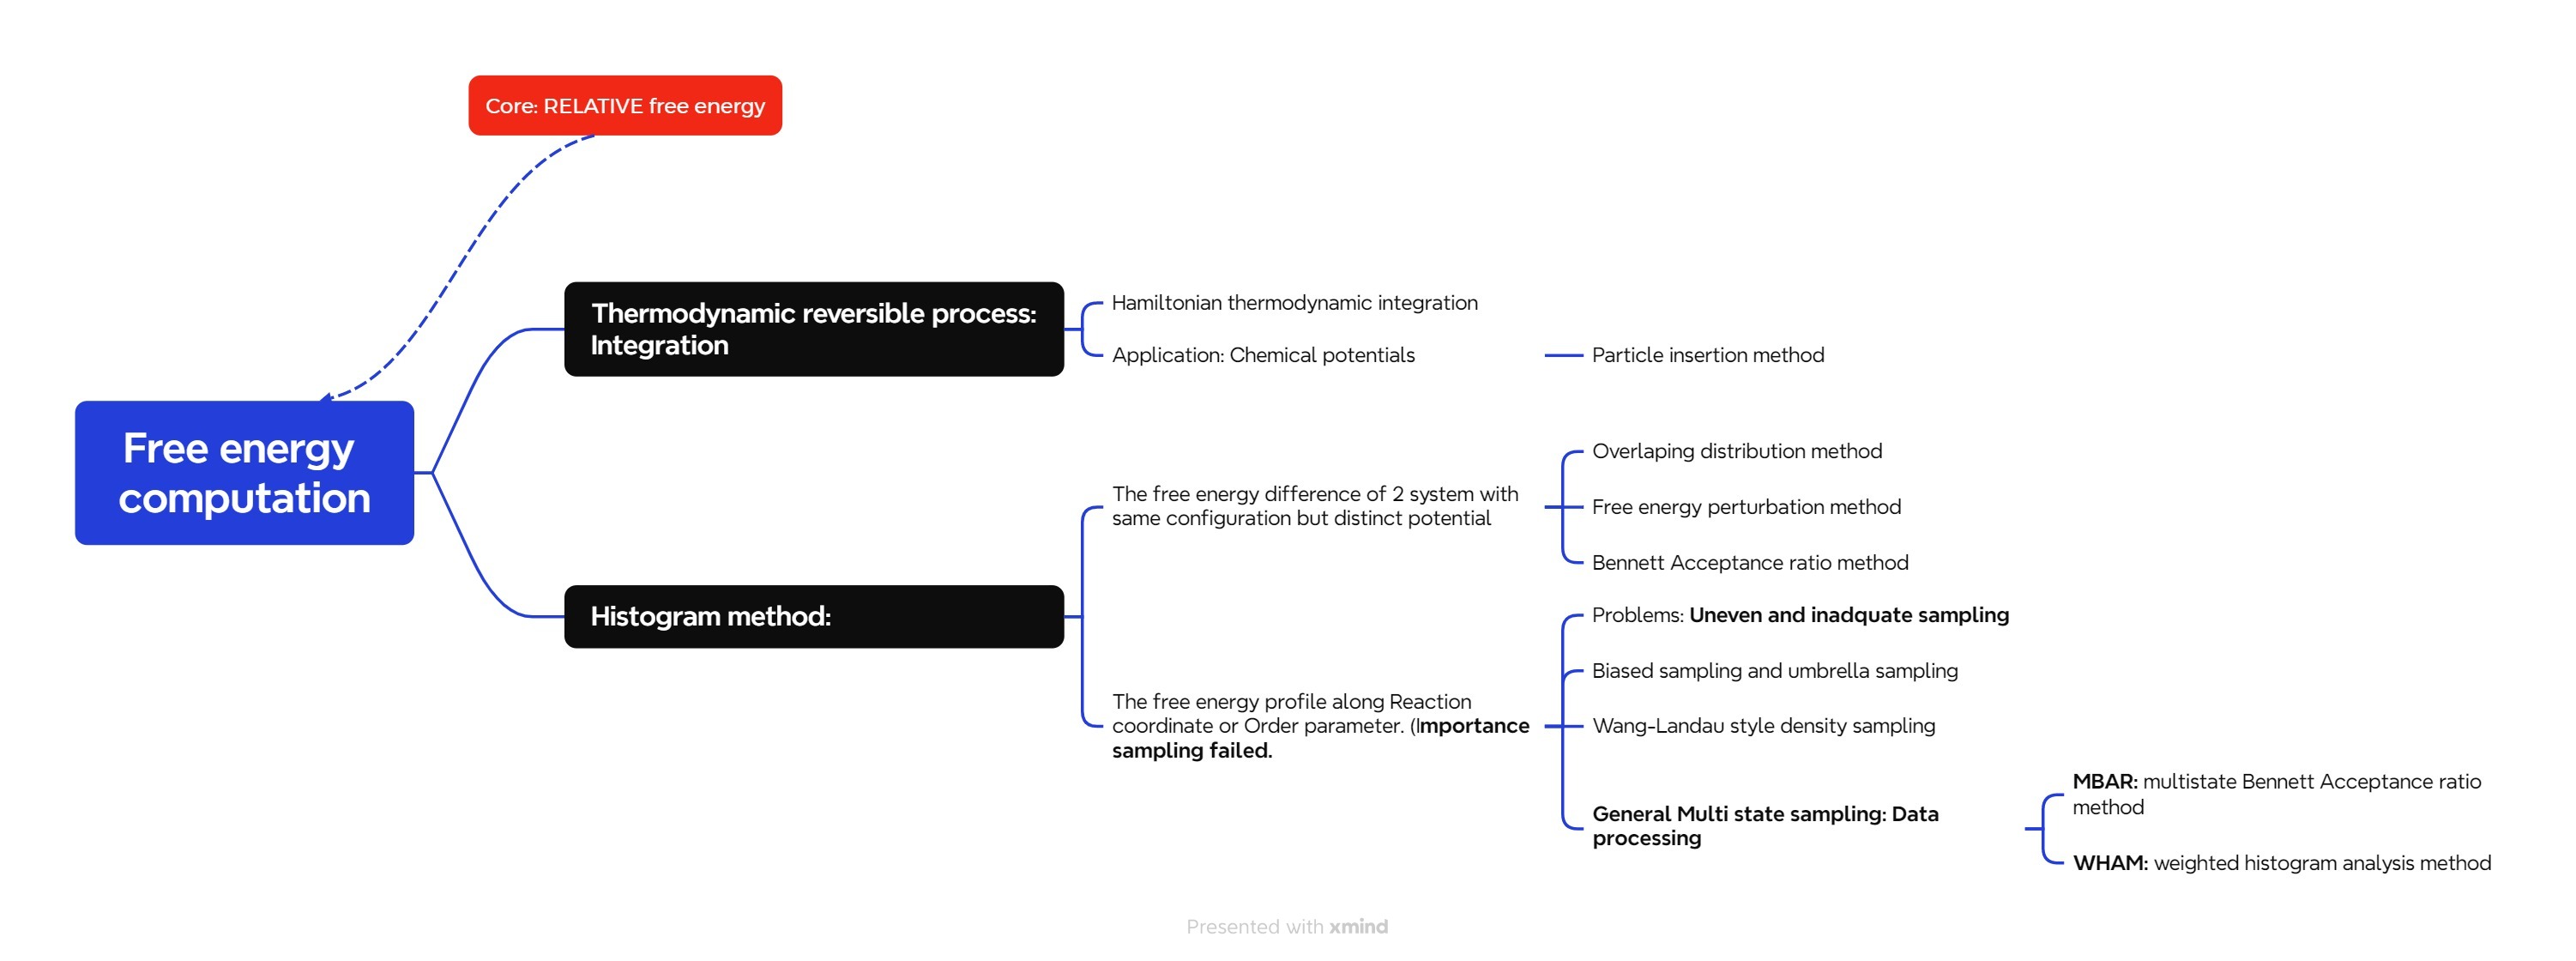 Core: RELATIVE free energy
Thermodynamic reversible process:
Integration
Hamiltonian thermodynamic integration
Application: Chemical potentials
Particle insertion method
Free energy
computation
Histogram method:
The free energy difference of 2 system with
same configuration but distinct potential
Overlaping distribution method
Free energy perturbation method
Bennett Acceptance ratio method
The free energy profile along Reaction
coordinate or Order parameter. (Importance
sampling failed.
Problems: Uneven and inadquate sampling
Biased sampling and umbrella sampling
Wang-Landau style density sampling
General Multi state sampling: Data
processing
MBAR: multistate Bennett Acceptance ratio
method
WHAM: weighted histogram analysis method
Presented with xmind